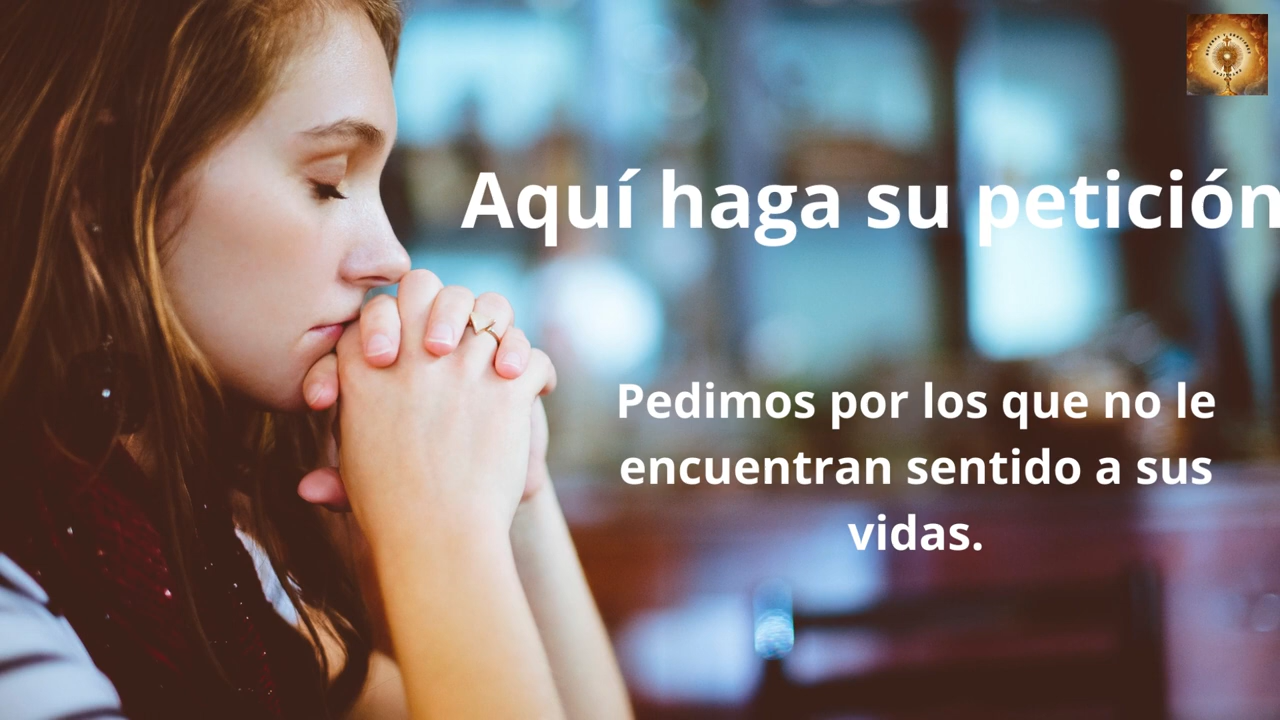 Aquí haga su petición
Pedimos por los que no le
encuentran sentido a sus
vidas.